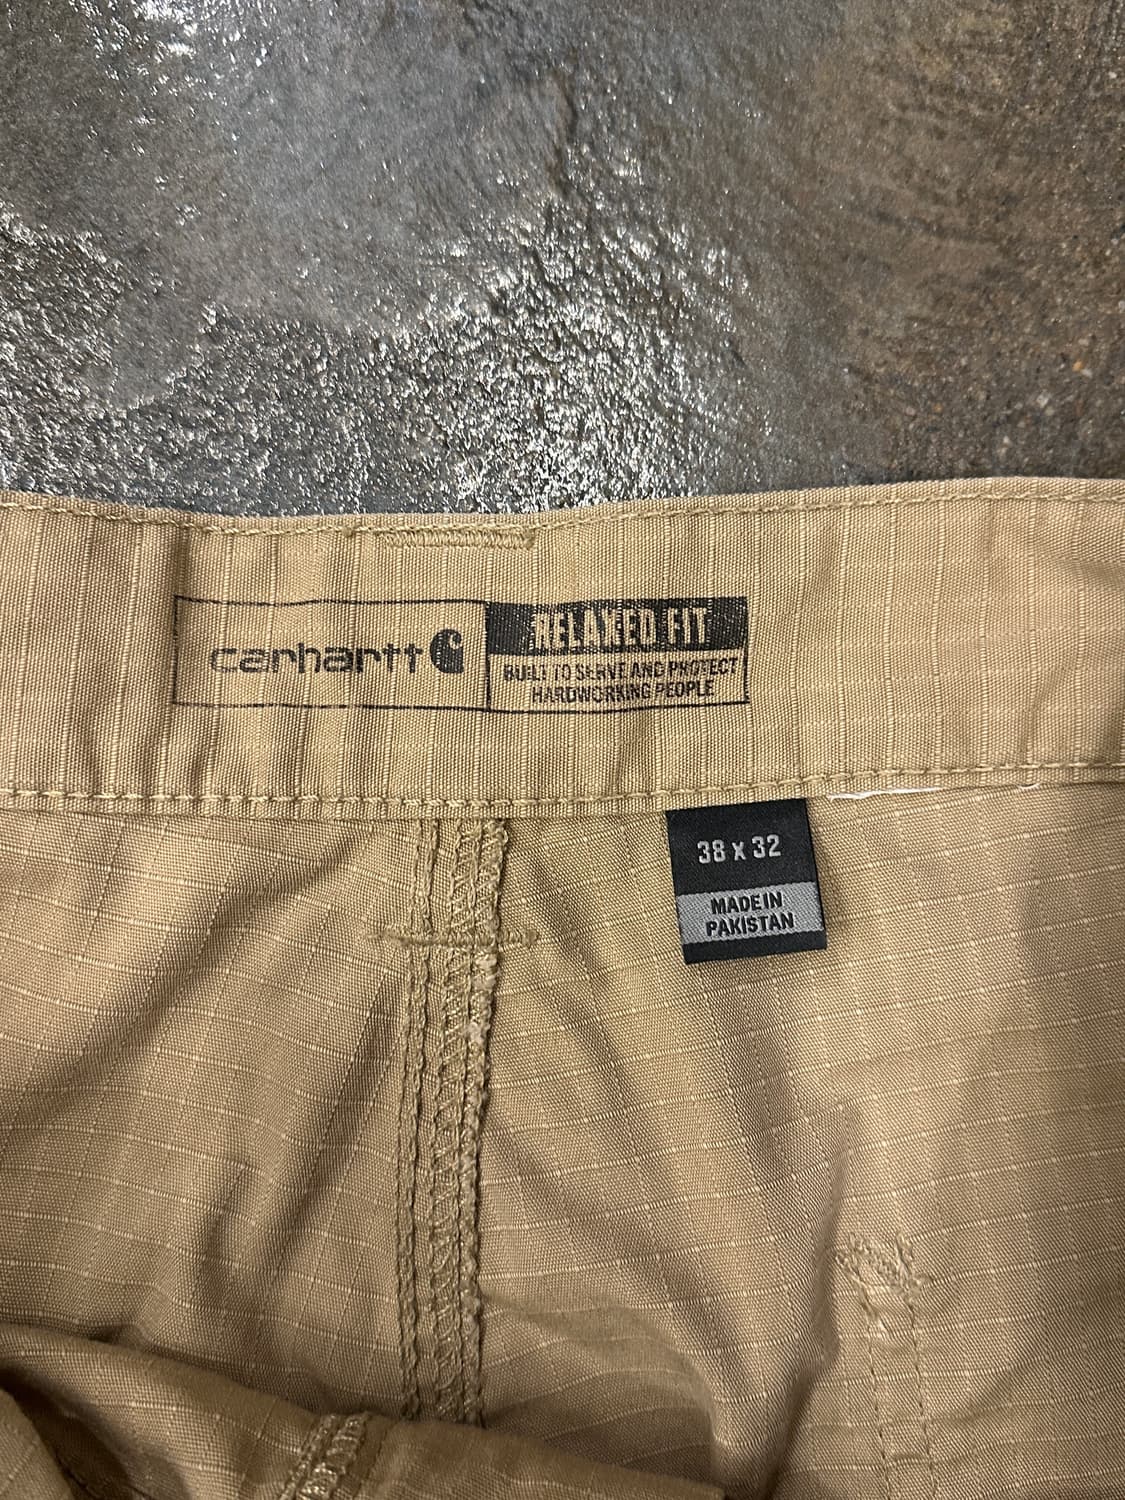 carhartt
RELAXED FIT
BUILT TO SERVE AND PROTECT
HARDWORKING PEOPLE
38 x 32
MADE IN
PAKISTAN